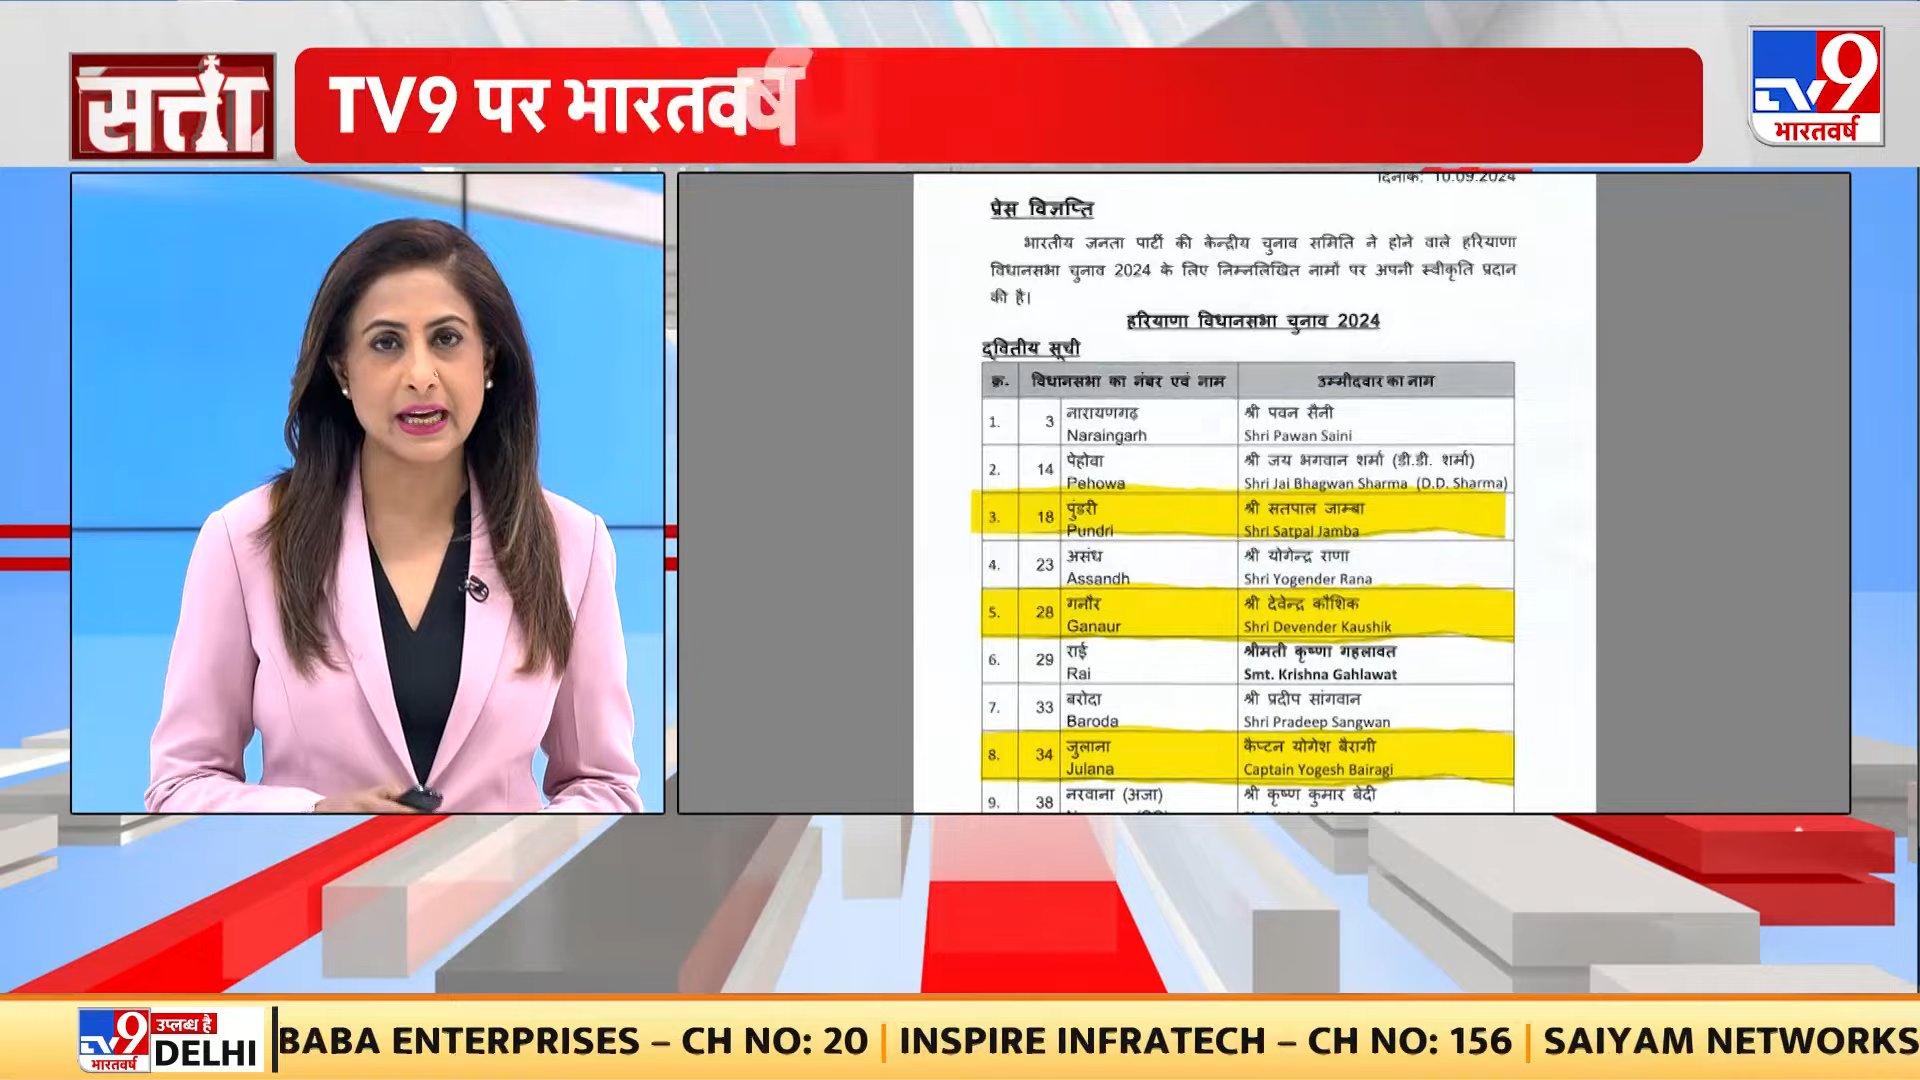 सत्ता
TV9 पर भारतवर्ष
TV9
भारतवर्ष
दिनांक: 10.09.2024
प्रेस विज्ञप्ति
भारतीय जनता पार्टी की केन्द्रीय चुनाव समिति ने होने वाले हरियाणा
विधानसभा चुनाव 2024 के लिए निम्नलिखित नामों पर अपनी स्वीकृति प्रदान
की है।
हरियाणा विधानसभा चुनाव 2024
द्वितीय सूची
क्र. विधानसभा का नंबर एवं नाम उम्मीदवार का नाम
1. 3 नारायणगढ़ श्री पवन सैनी
Naraingarh Shri Pawan Saini
2. 14 पेहोवा श्री जय भगवान शर्मा (डी.डी. शर्मा)
Pehowa Shri Jai Bhagwan Sharma (D.D. Sharma)
3. 18 पुंडरी श्री सतपाल जाम्बा
Pundri Shri Satpal Jamba
4. 23 असंध श्री योगेन्द्र राणा
Assandh Shri Yogender Rana
5. 28 गनौर श्री देवेन्द्र कौशिक
Ganaur Shri Devender Kaushik
6. 29 राई श्रीमती कृष्णा गहलावत
Rai Smt. Krishna Gahlawat
7. 33 बरोदा श्री प्रदीप सांगवान
Baroda Shri Pradeep Sangwan
8. 34 जुलाना कैप्टन योगेश बैरागी
Julana Captain Yogesh Bairagi
9. 38 नरवाना (अजा) श्री कृष्ण कुमार बेदी
TV9 उपलब्ध है
भारतवर्ष DELHI
BABA ENTERPRISES – CH NO: 20 | INSPIRE INFRATECH – CH NO: 156 | SAIYAM NETWORKS